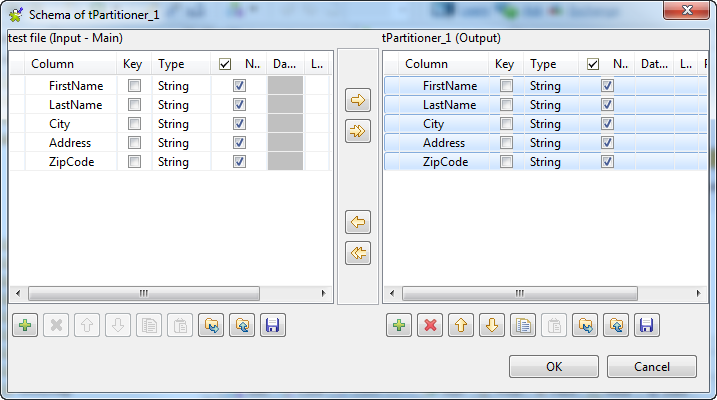 Schema of tPartitioner_1
test file (Input - Main)
tPartitioner_1 (Output)
Column Key Type N.. Da... L..
FirstName String
LastName String
City String
Address String
ZipCode String
Column Key Type N.. Dat... L..
FirstName String
LastName String
City String
Address String
ZipCode String
OK
Cancel